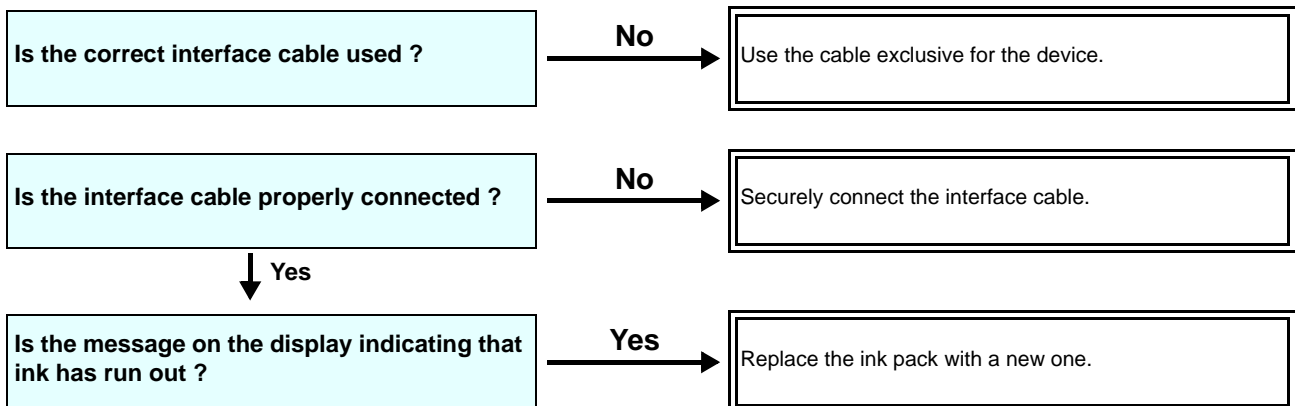 Is the correct interface cable used ?
No
Use the cable exclusive for the device.
Is the interface cable properly connected ?
No
Securely connect the interface cable.
Yes
Is the message on the display indicating that
ink has run out ?
Yes
Replace the ink pack with a new one.